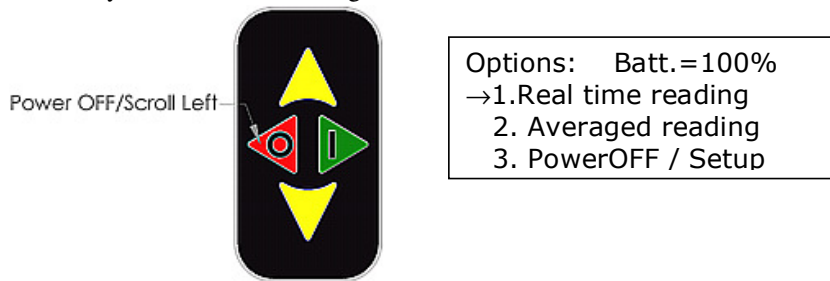 Power OFF/Scroll Left
Options: Batt.=100%
→1.Real time reading
2. Averaged reading
3. PowerOFF / Setup